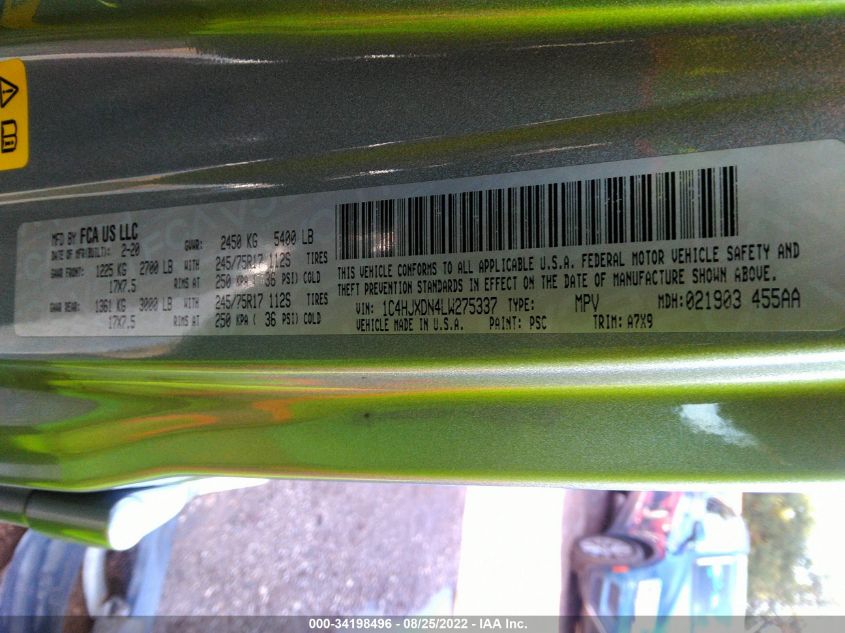 MFD BY FCA US LLC
DATE OF MFR(BUILT): 2-20 GVWR: 2450 KG 5400 LB
GAWR FRONT: 1225 KG 2700 LB WITH 245/75R17 112S TIRES
17X7.5 RIMS AT 250 KPA ( 36 PSI) COLD
GAWR REAR: 1361 KG 3000 LB WITH 245/75R17 112S TIRES
17X7.5 RIMS AT 250 KPA ( 36 PSI) COLD
THIS VEHICLE CONFORMS TO ALL APPLICABLE U.S.A. FEDERAL MOTOR VEHICLE SAFETY AND
THEFT PREVENTION STANDARDS IN EFFECT ON THE DATE OF MANUFACTURE SHOWN ABOVE.
VIN: 1C4HJXDN4LW275337 TYPE: MPV MDH: 021903 455AA
VEHICLE MADE IN U.S.A. PAINT: PSC TRIM: A7X9
000-34198496 - 08/25/2022 - IAA Inc.